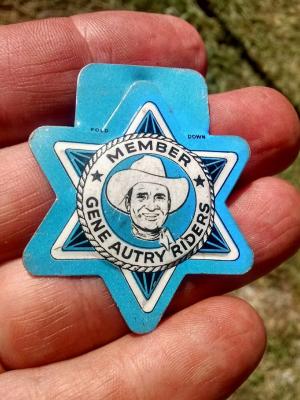 FOLD DOWN
MEMBER
GENE AUTRY RIDERS